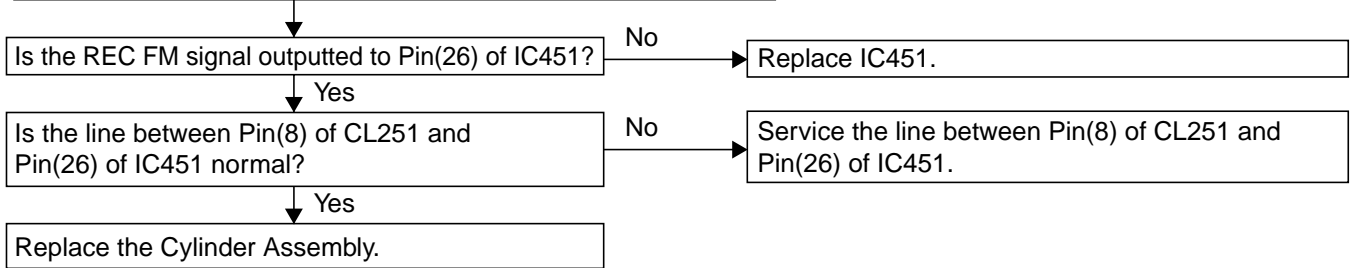 Is the REC FM signal outputted to Pin(26) of IC451?
No
Replace IC451.
Yes
Is the line between Pin(8) of CL251 and
Pin(26) of IC451 normal?
No
Service the line between Pin(8) of CL251 and
Pin(26) of IC451.
Yes
Replace the Cylinder Assembly.